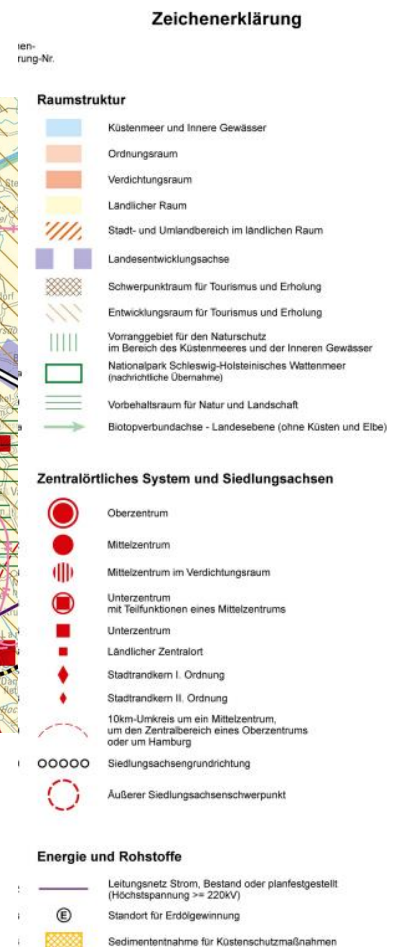 Zeichenerklärung
rung-Nr.
Raumstruktur
Küstenmeer und Innere Gewässer
Ordnungsraum
Verdichtungsraum
Ländlicher Raum
Stadt- und Umlandbereich im ländlichen Raum
Landesentwicklungsachse
Schwerpunktraum für Tourismus und Erholung
Entwicklungsraum für Tourismus und Erholung
Vorranggebiet für den Naturschutz
im Bereich des Küstenmeeres und der Inneren Gewässer
Nationalpark Schleswig-Holsteinisches Wattenmeer
(nachrichtliche Übernahme)
Vorbehaltsraum für Natur und Landschaft
Biotopverbundachse - Landesebene (ohne Küsten und Elbe)
Zentralörtliches System und Siedlungsachsen
Oberzentrum
Mittelzentrum
Mittelzentrum im Verdichtungsraum
Unterzentrum
mit Teilfunktionen eines Mittelzentrums
Unterzentrum
Ländlicher Zentralort
Stadtrandkern I. Ordnung
Stadtrandkern II. Ordnung
10km-Umkreis um ein Mittelzentrum,
um den Zentralbereich eines Oberzentrums
oder um Hamburg
Siedlungsachsengrundrichtung
Äußerer Siedlungsachsenschwerpunkt
Energie und Rohstoffe
Leitungsnetz Strom, Bestand oder planfestgestellt
(Höchstspannung >= 220kV)
E Standort für Erdölgewinnung
Sedimententnahme für Küstenschutzmaßnahmen